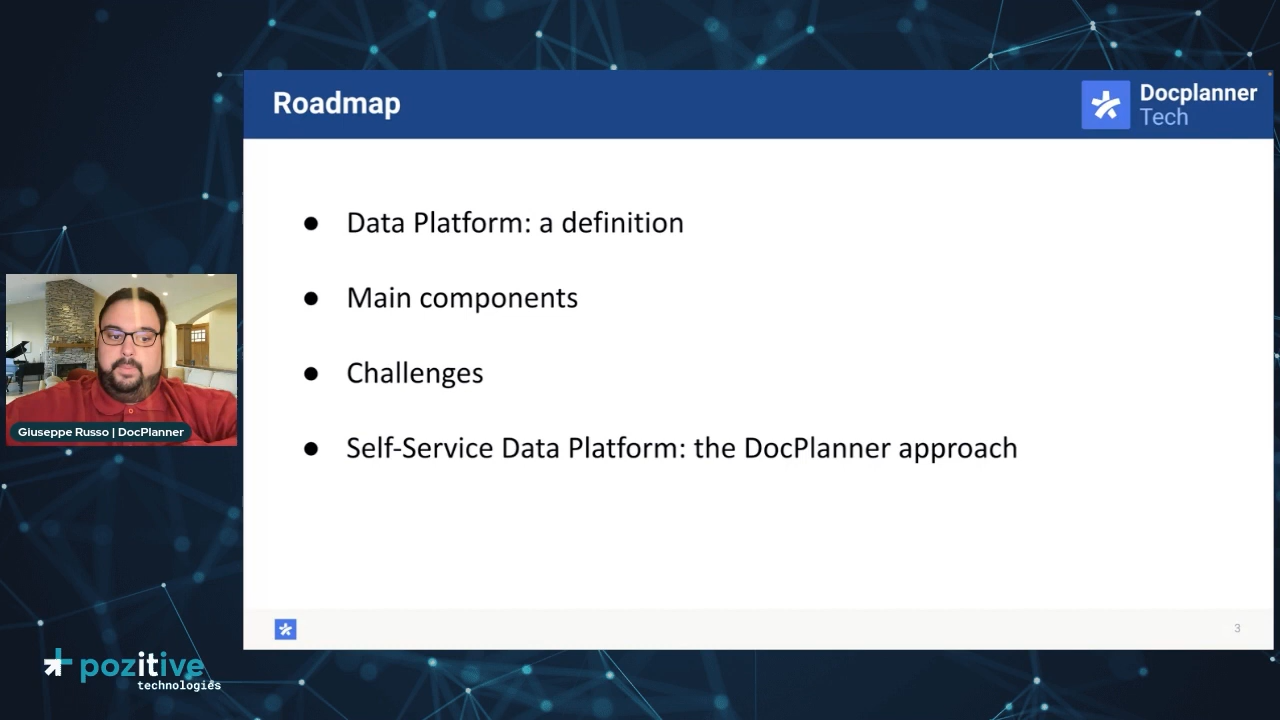 Roadmap
Docplanner
Tech
● Data Platform: a definition
● Main components
● Challenges
● Self-Service Data Platform: the DocPlanner approach
Giuseppe Russo | DocPlanner
3
pozitive
technologies